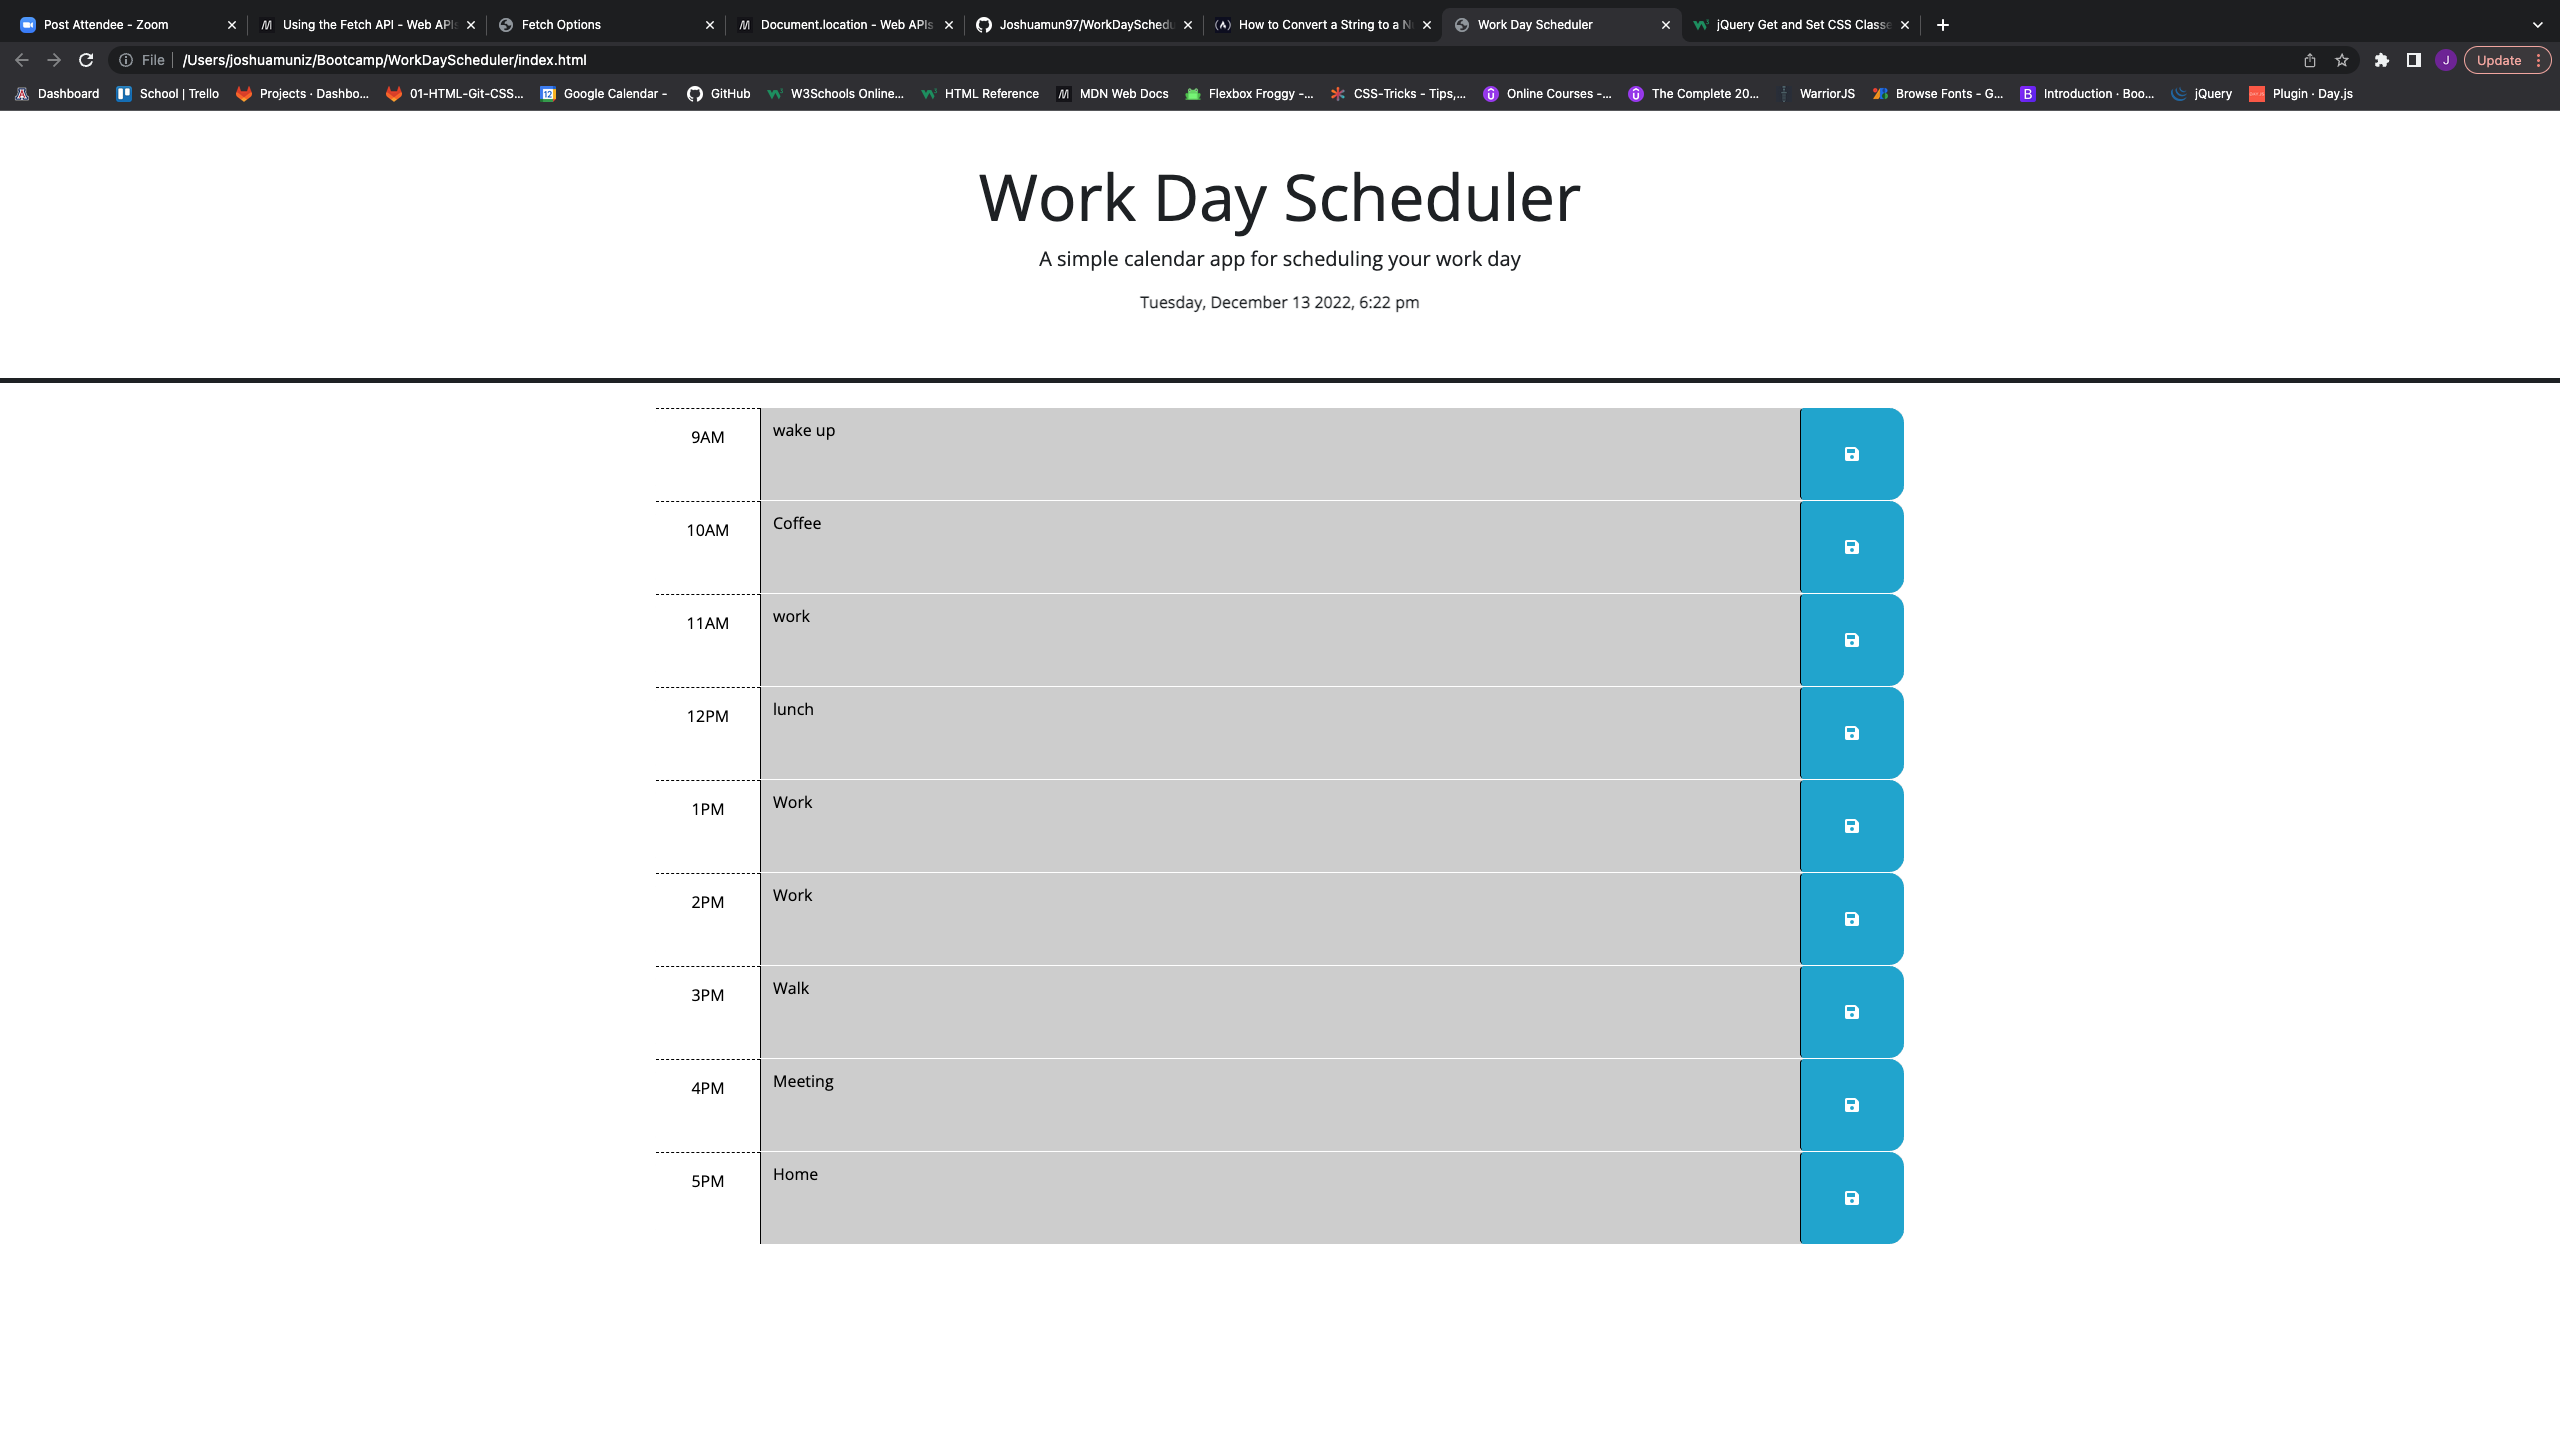 Post Attendee - Zoom
Using the Fetch API - Web APIs
Fetch Options
Document.location - Web APIs
Joshuamun97/WorkDaySchedu
How to Convert a String to a N
Work Day Scheduler
jQuery Get and Set CSS Classe
File
/Users/joshuamuniz/Bootcamp/WorkDayScheduler/index.html
J
Update
Dashboard
School | Trello
Projects · Dashbo...
01-HTML-Git-CSS...
12
Google Calendar -
GitHub
W3Schools Online...
HTML Reference
MDN Web Docs
Flexbox Froggy -...
CSS-Tricks - Tips,...
Online Courses -...
The Complete 20...
WarriorJS
Browse Fonts - G...
B
Introduction · Boo...
jQuery
Plugin · Day.js
Work Day Scheduler
A simple calendar app for scheduling your work day
Tuesday, December 13 2022, 6:22 pm
9AM
wake up
10AM
Coffee
11AM
work
12PM
lunch
1PM
Work
2PM
Work
3PM
Walk
4PM
Meeting
5PM
Home